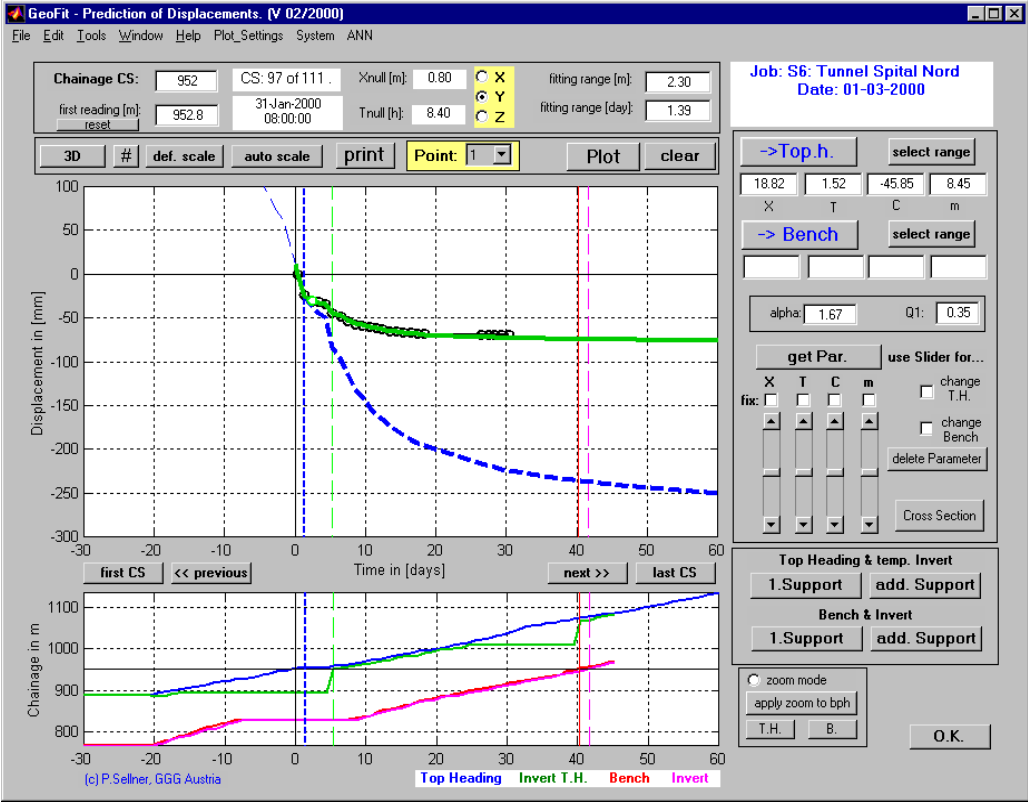 GeoFit - Prediction of Displacements. (V 02/2000)
File Edit Tools Window Help Plot_Settings System ANN
Chainage CS: 952 CS: 97 of 111 . Xnull [m]: 0.80 X fitting range [m]: 2.30
Y
first reading [m]: 952.8 31-Jan-2000 Tnull [h]: 8.40 Z fitting range [day]: 1.39
reset 08:00:00
Job: S6: Tunnel Spital Nord
Date: 01-03-2000
3D # def. scale auto scale print Point: 1 Plot clear
->Top.h. select range
18.82 1.52 -45.85 8.45
X T C m
-> Bench select range
alpha: 1.67 Q1: 0.35
get Par. use Slider for...
X T C m
fix:
change
T.H.
change
Bench
delete Parameter
Cross Section
Displacement in [mm]
100
50
0
-50
-100
-150
-200
-250
-300
-30 -20 -10 0 10 20 30 40 50 60
Time in [days]
first CS << previous next >> last CS
Top Heading & temp. Invert
1.Support add. Support
Bench & Invert
1.Support add. Support
Chainage in m
1100
1000
900
800
-30 -20 -10 0 10 20 30 40 50 60
zoom mode
apply zoom to bph
T.H. B.
O.K.
(c) P.Sellner, GGG Austria
Top Heading Invert T.H. Bench Invert